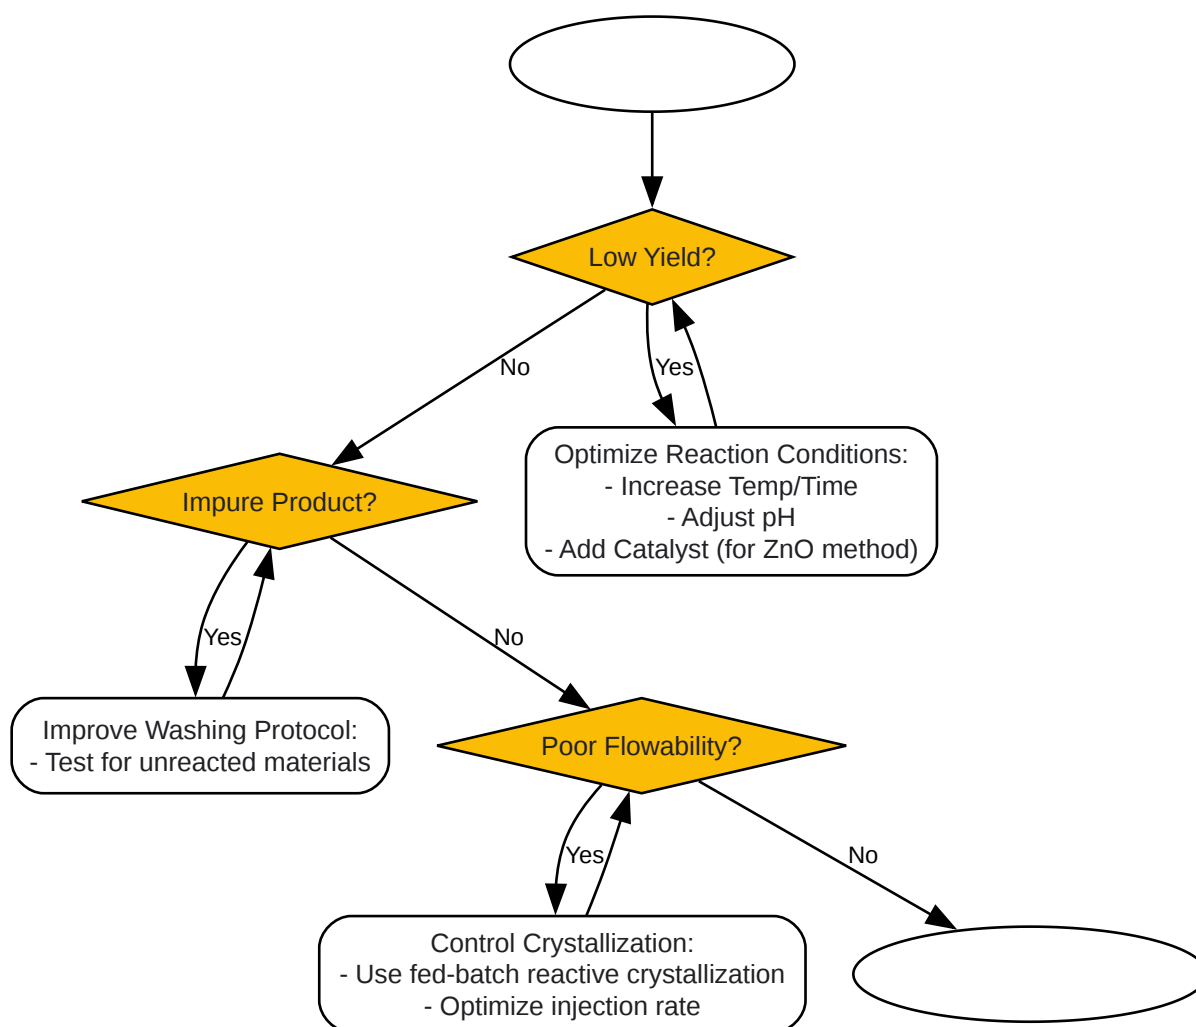 Low Yield?
No
Yes
Optimize Reaction Conditions:
- Increase Temp/Time
- Adjust pH
- Add Catalyst (for ZnO method)
Impure Product?
Yes
No
Improve Washing Protocol:
- Test for unreacted materials
Poor Flowability?
Yes
No
Control Crystallization:
- Use fed-batch reactive crystallization
- Optimize injection rate